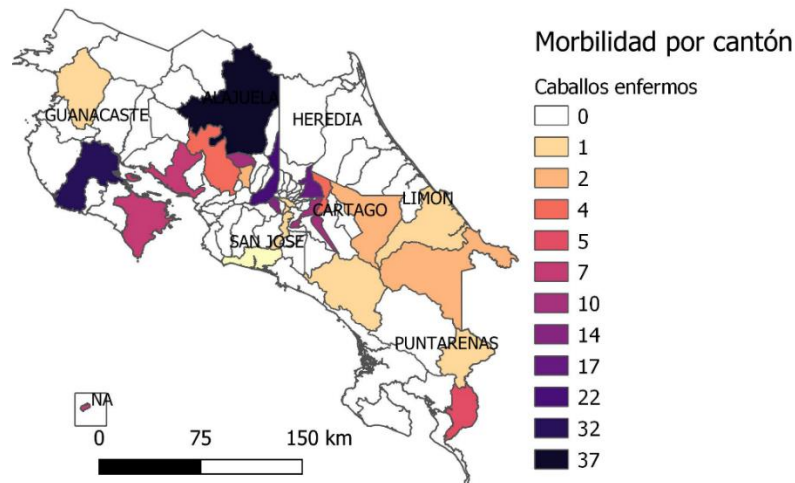 Morbilidad por cantón
Caballos enfermos
0
1
2
4
5
7
10
14
17
22
32
37
GUANACASTE
ALAJUELA
HEREDIA
LIMON
CARTAGO
SAN JOSE
PUNTARENAS
NA
0 75 150 km